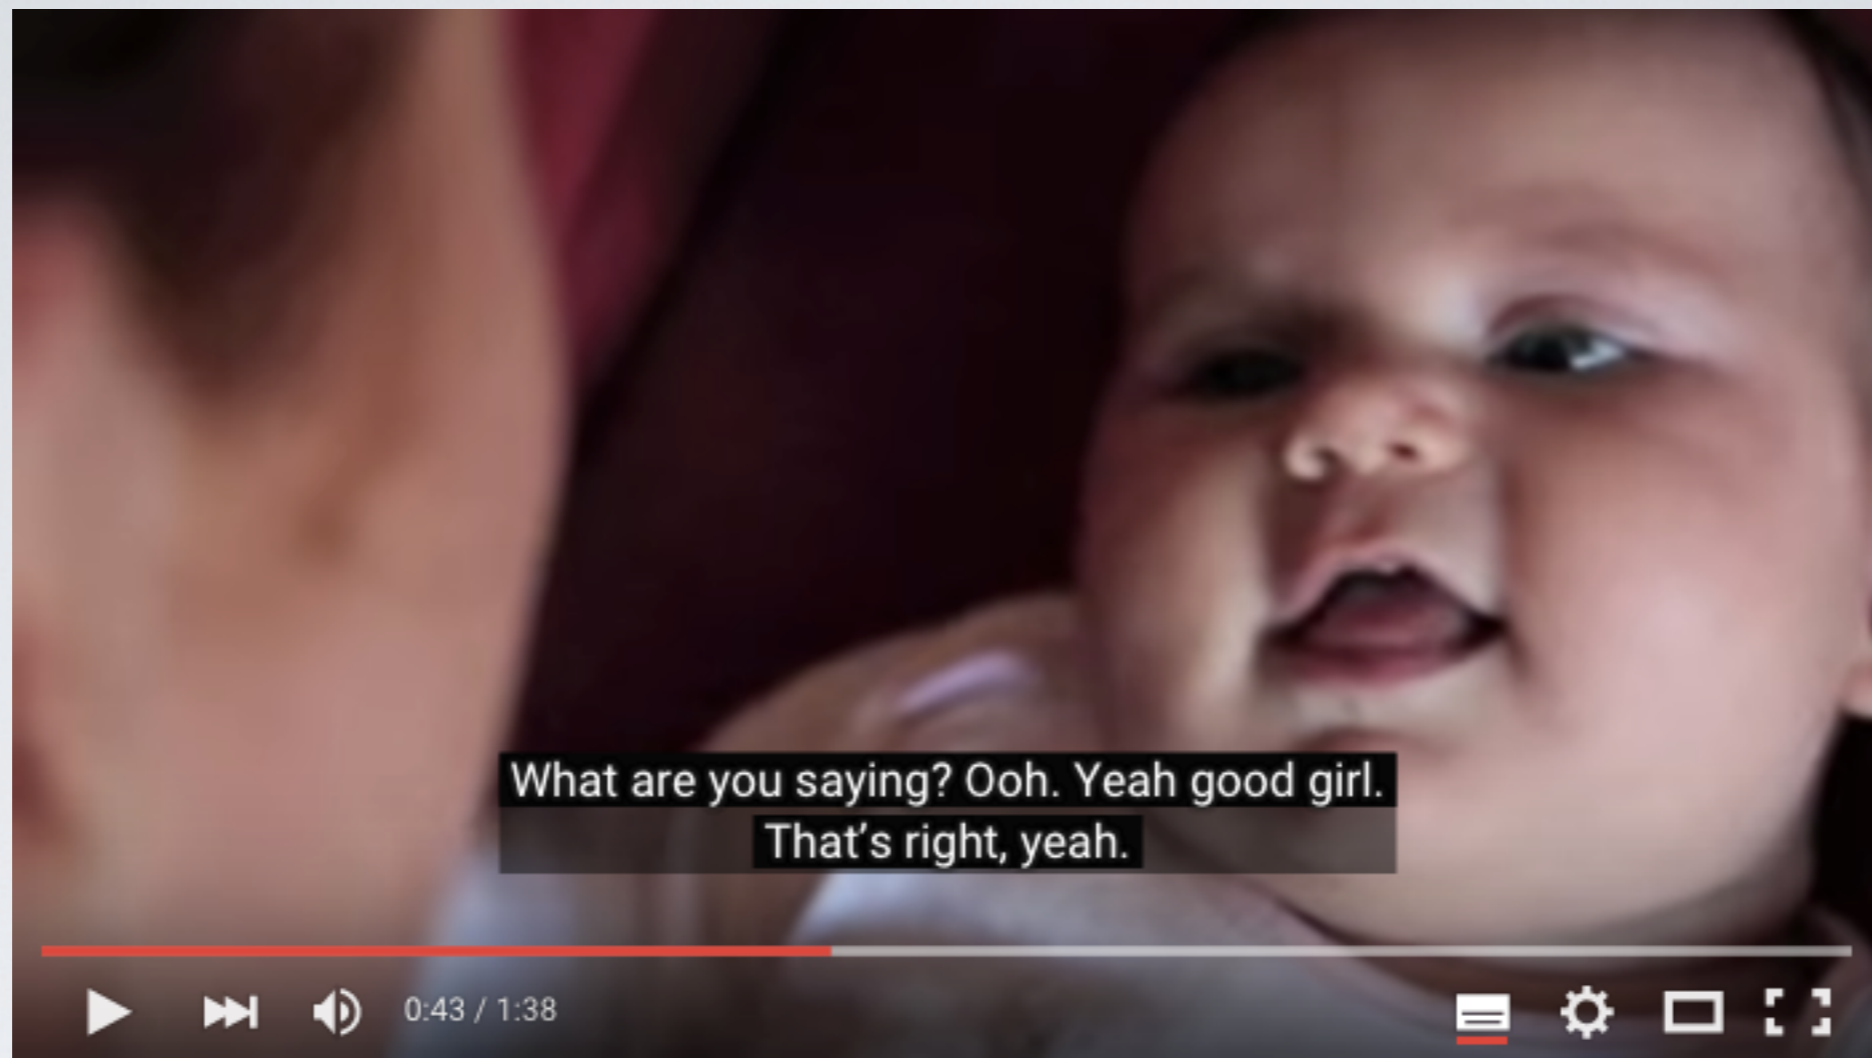 What are you saying? Ooh. Yeah good girl.
That's right, yeah.
0:43 / 1:38